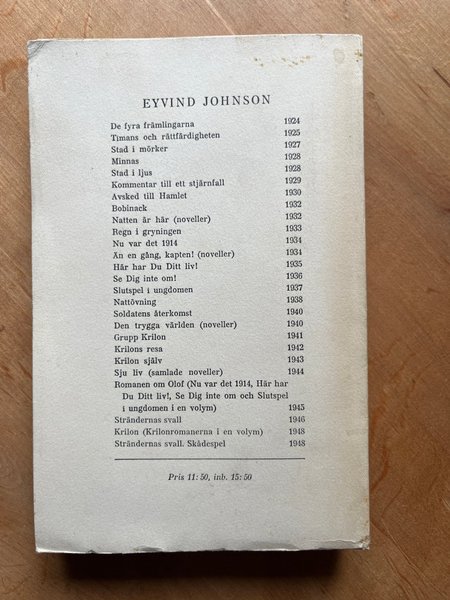 EYVIND JOHNSON
De fyra främlingarna 1924
Timans och rättfärdigheten 1925
Stad i mörker 1927
Minnas 1928
Stad i ljus 1928
Kommentar till ett stjärnfall 1929
Avsked till Hamlet 1930
Bobinack 1932
Natten är här (noveller) 1932
Regn i gryningen 1933
Nu var det 1914 1934
Än en gång, kapten! (noveller) 1934
Här har Du Ditt liv! 1935
Se Dig inte om! 1936
Slutspel i ungdomen 1937
Nattövning 1938
Soldatens återkomst 1940
Den trygga världen (noveller) 1940
Grupp Krilon 1941
Krilons resa 1942
Krilon själv 1943
Sju liv (samlade noveller) 1944
Romanen om Olof (Nu var det 1914, Här har
Du Ditt liv!, Se Dig inte om och Slutspel
i ungdomen i en volym) 1945
Strändernas svall 1946
Krilon (Krilonromanerna i en volym) 1948
Strändernas svall. Skådespel 1948
Pris 11:50, inb. 15:50